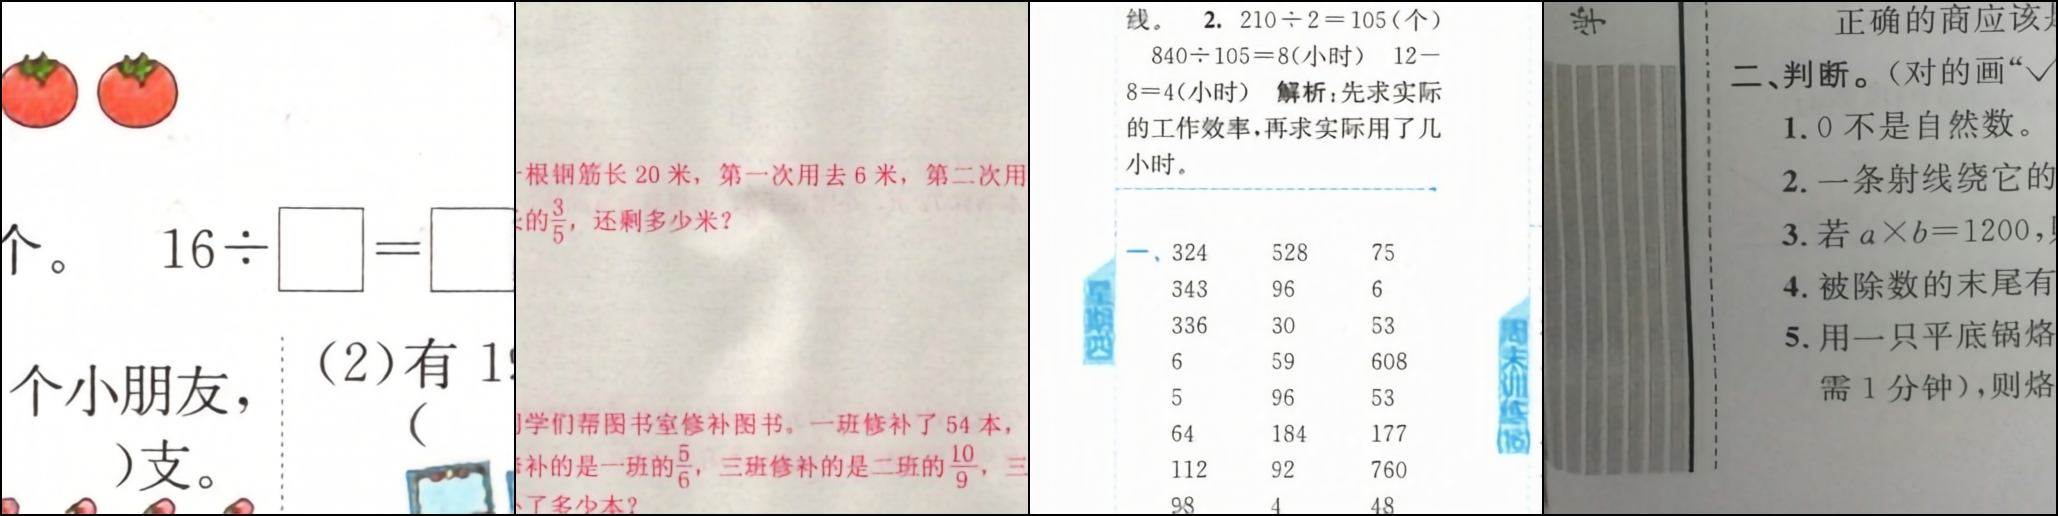 个。 16÷□=□
(2)有 1
个小朋友，
(
)支。
根钢筋长 20 米，第一次用去 6 米，第二次用
的3/5，还剩多少米？
学们帮图书室修补图书。一班修补了 54 本，
补的是一班的5/6，三班修补的是二班的10/9，三
了多少本？
线。 2. 210÷2=105(个)
840÷105=8(小时) 12-
8=4(小时) 解析：先求实际
的工作效率，再求实际用了几
小时。
星期四
一、324 528 75
343 96 6
336 30 53
6 59 608
5 96 53
64 184 177
112 92 760
98 4 48
周末训练(16)
学
正确的商应该
二、判断。(对的画“✓
1. 0 不是自然数。
2. 一条射线绕它的
3. 若 a×b=1200，
4. 被除数的末尾有
5. 用一只平底锅烙
需 1 分钟)，则烙